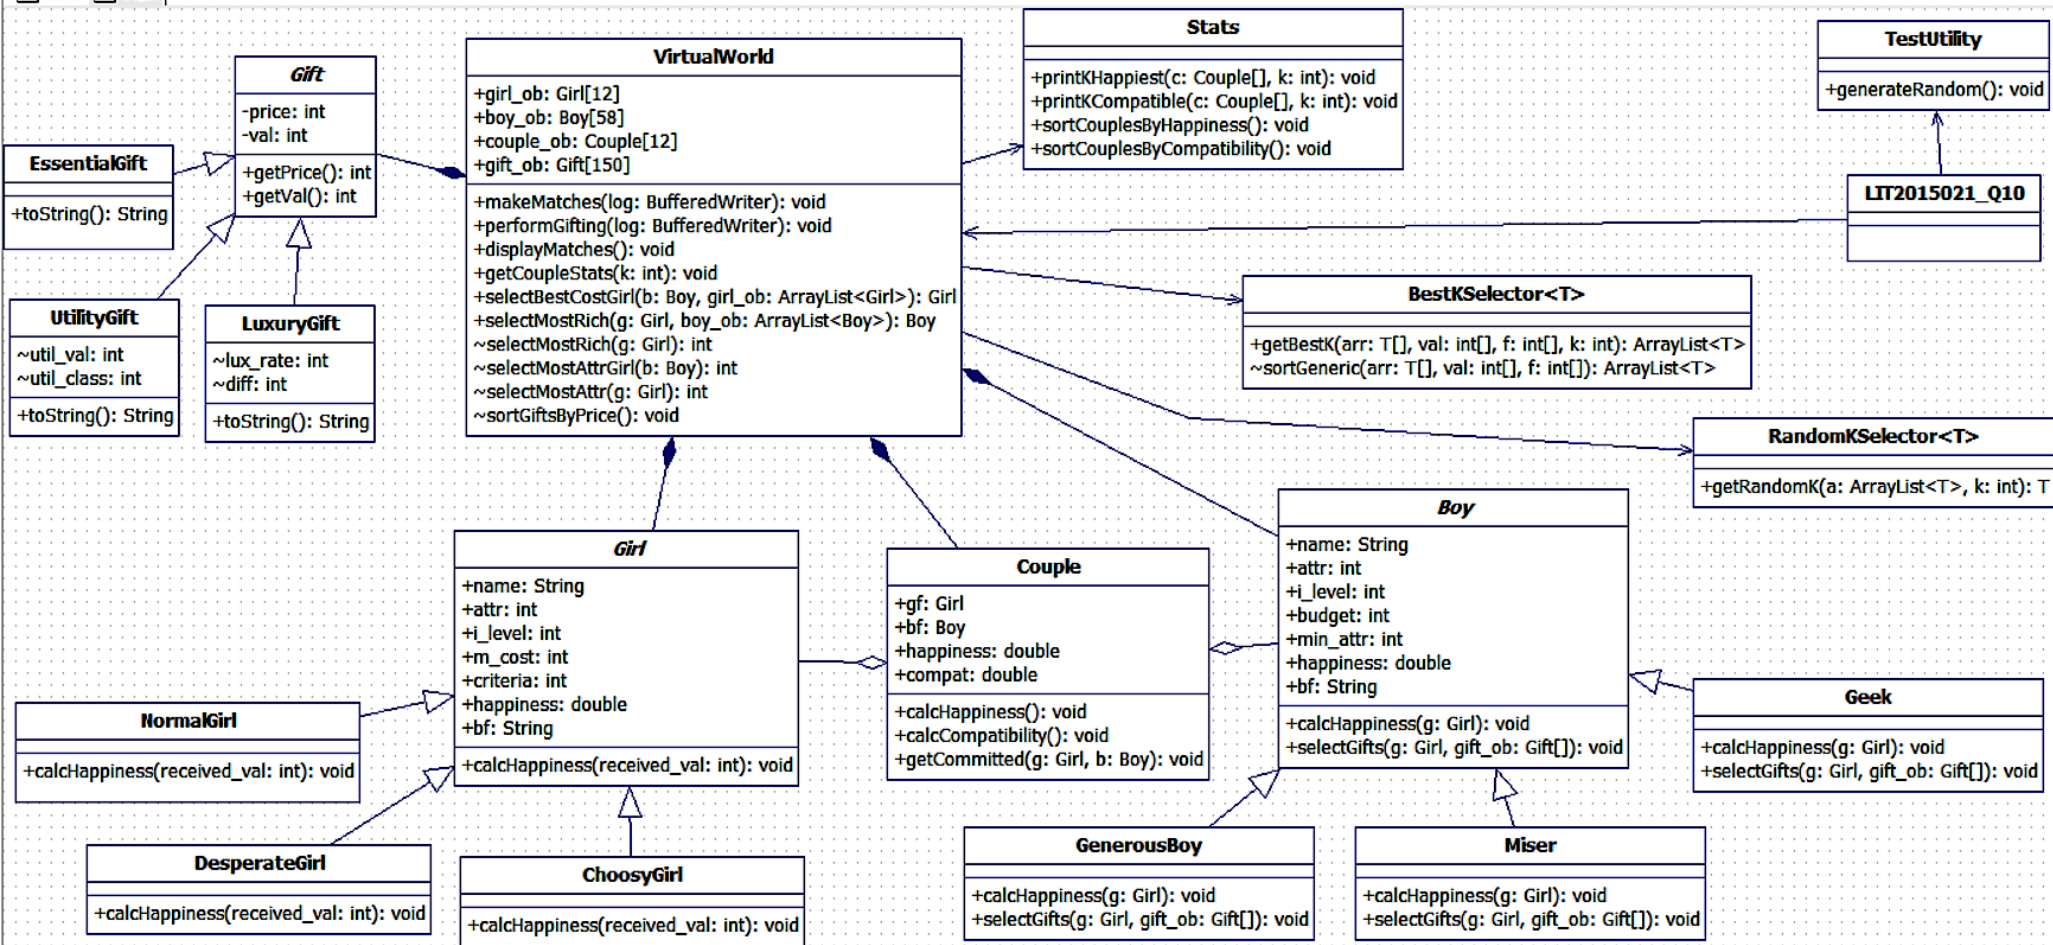 Gift
-price: int
-val: int
+getPrice(): int
+getVal(): int
EssentialGift
+toString(): String
UtilityGift
~util_val: int
~util_class: int
+toString(): String
LuxuryGift
~lux_rate: int
~diff: int
+toString(): String
VirtualWorld
+girl_ob: Girl[12]
+boy_ob: Boy[58]
+couple_ob: Couple[12]
+gift_ob: Gift[150]
+makeMatches(log: BufferedWriter): void
+performGifting(log: BufferedWriter): void
+displayMatches(): void
+getCoupleStats(k: int): void
+selectBestCostGirl(b: Boy, girl_ob: ArrayList<Girl>): Girl
+selectMostRich(g: Girl, boy_ob: ArrayList<Boy>): Boy
~selectMostRich(g: Girl): int
~selectMostAttrGirl(b: Boy): int
~selectMostAttr(g: Girl): int
~sortGiftsByPrice(): void
Stats
+printKHappiest(c: Couple[], k: int): void
+printKCompatible(c: Couple[], k: int): void
+sortCouplesByHappiness(): void
+sortCouplesByCompatibility(): void
TestUtility
+generateRandom(): void
LIT2015021_Q10
BestKSelector<T>
+getBestK(arr: T[], val: int[], f: int[], k: int): ArrayList<T>
~sortGeneric(arr: T[], val: int[], f: int[]): ArrayList<T>
RandomKSelector<T>
+getRandomK(a: ArrayList<T>, k: int): T
Girl
+name: String
+attr: int
+i_level: int
+m_cost: int
+criteria: int
+happiness: double
+bf: String
+calcHappiness(received_val: int): void
Couple
+gf: Girl
+bf: Boy
+happiness: double
+compat: double
+calcHappiness(): void
+calcCompatibility(): void
+getCommitted(g: Girl, b: Boy): void
Boy
+name: String
+attr: int
+i_level: int
+budget: int
+min_attr: int
+happiness: double
+bf: String
+calcHappiness(g: Girl): void
+selectGifts(g: Girl, gift_ob: Gift[]): void
Geek
+calcHappiness(g: Girl): void
+selectGifts(g: Girl, gift_ob: Gift[]): void
NormalGirl
+calcHappiness(received_val: int): void
DesperateGirl
+calcHappiness(received_val: int): void
ChoosyGirl
+calcHappiness(received_val: int): void
GenerousBoy
+calcHappiness(g: Girl): void
+selectGifts(g: Girl, gift_ob: Gift[]): void
Miser
+calcHappiness(g: Girl): void
+selectGifts(g: Girl, gift_ob: Gift[]): void